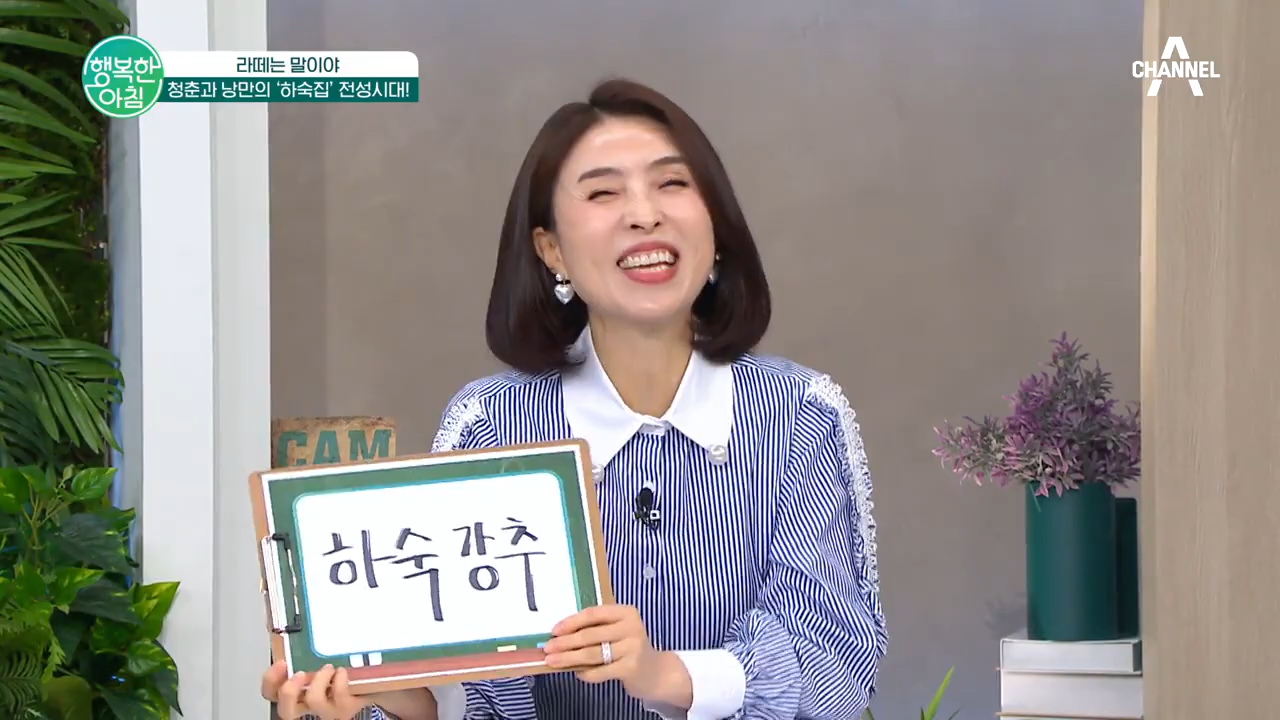 행복한
아침
라떼는 말이야
청춘과 낭만의 '하숙집' 전성시대!
CHANNEL A
CAM
하숙 강추